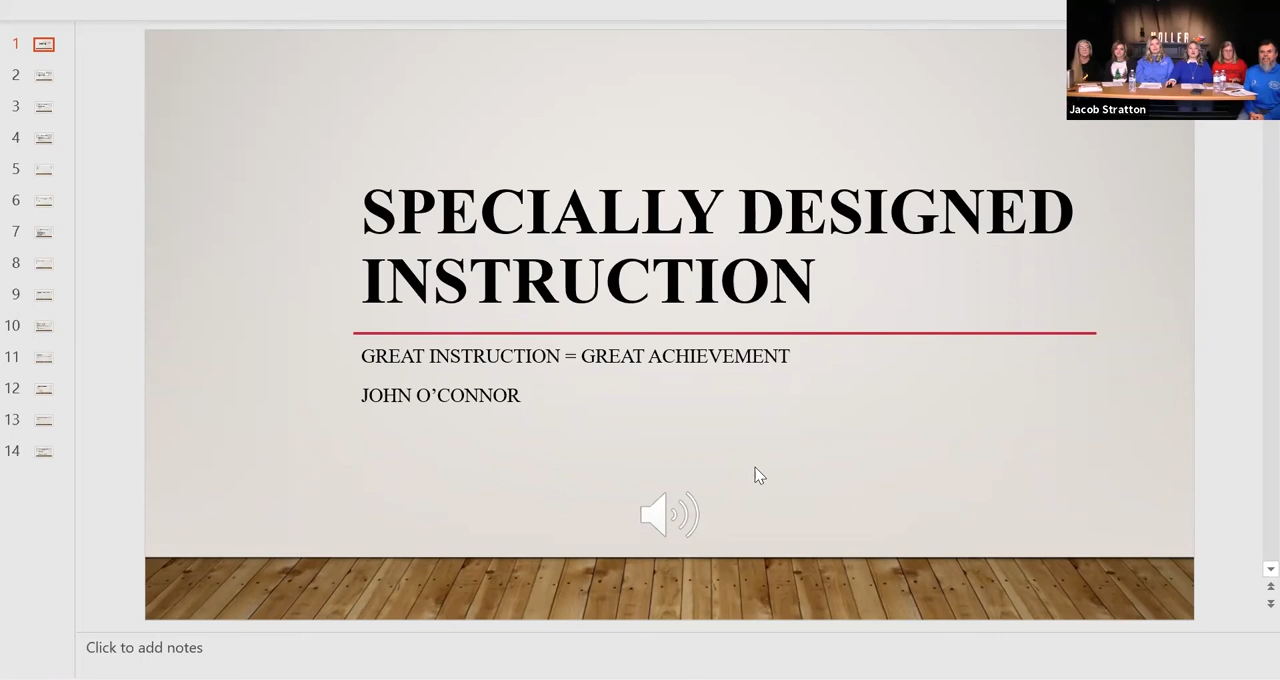 1
2
3
4
5
6
7
8
9
10
11
12
13
14
SPECIALLY DESIGNED
INSTRUCTION
GREAT INSTRUCTION = GREAT ACHIEVEMENT
JOHN O’CONNOR
Click to add notes
Jacob Stratton